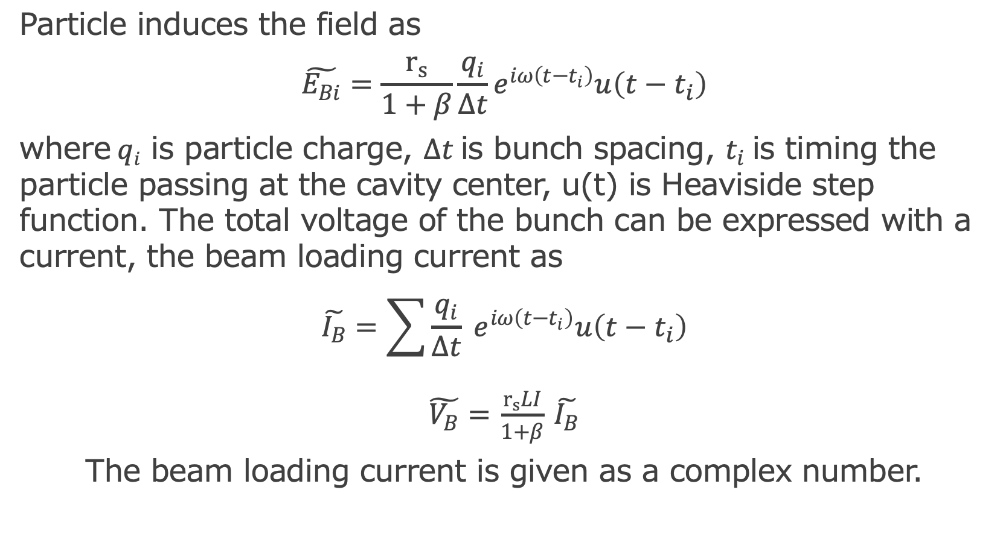 Particle induces the field as
$\widetilde{E_{Bi}} = \frac{\mathrm{r_s}}{1+\beta} \frac{q_i}{\Delta t} e^{i\omega(t-t_i)} u(t-t_i)$
where $q_i$ is particle charge, $\Delta t$ is bunch spacing, $t_i$ is timing the
particle passing at the cavity center, u(t) is Heaviside step
function. The total voltage of the bunch can be expressed with a
current, the beam loading current as
$\widetilde{I_B} = \sum \frac{q_i}{\Delta t} e^{i\omega(t-t_i)} u(t-t_i)$
$\widetilde{V_B} = \frac{\mathrm{r_s} L I}{1+\beta} \widetilde{I_B}$
The beam loading current is given as a complex number.